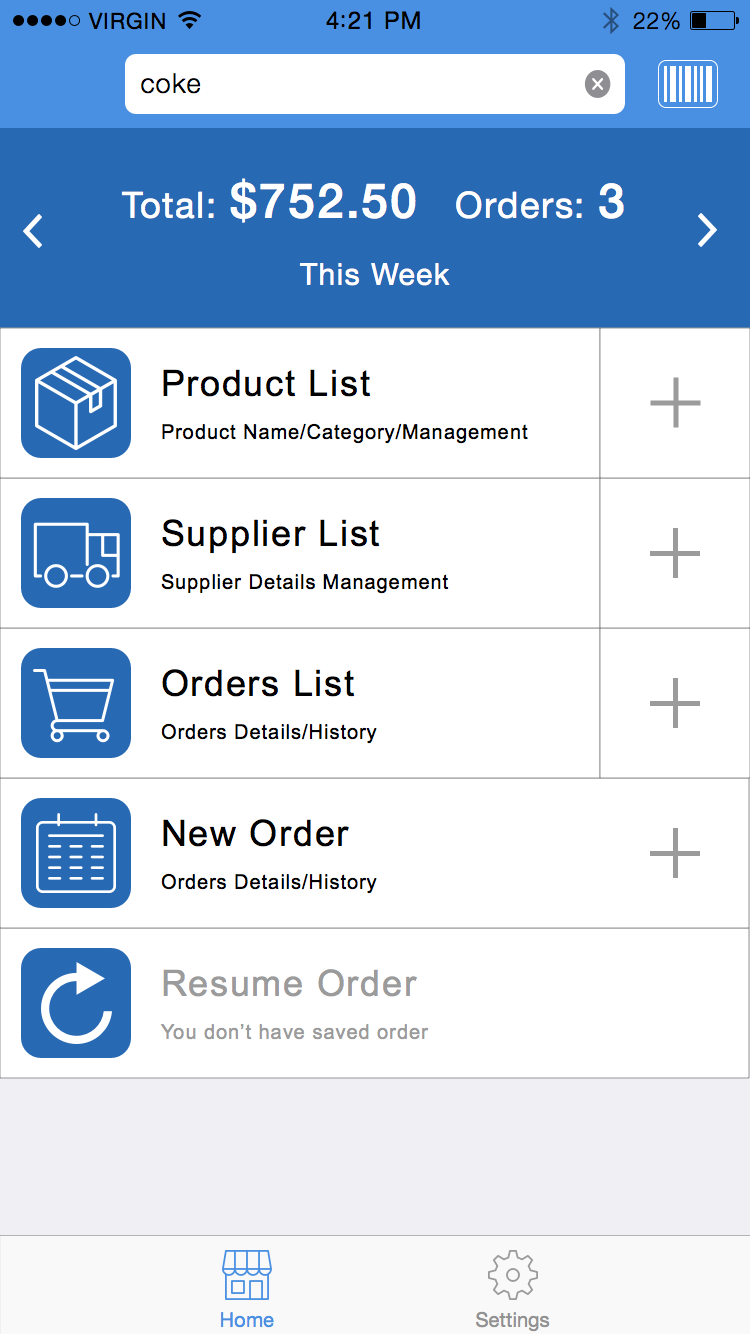 VIRGIN 4:21 PM 22%
coke
Total: $752.50 Orders: 3
This Week
Product List
Product Name/Category/Management
Supplier List
Supplier Details Management
Orders List
Orders Details/History
New Order
Orders Details/History
Resume Order
You don’t have saved order
Home Settings